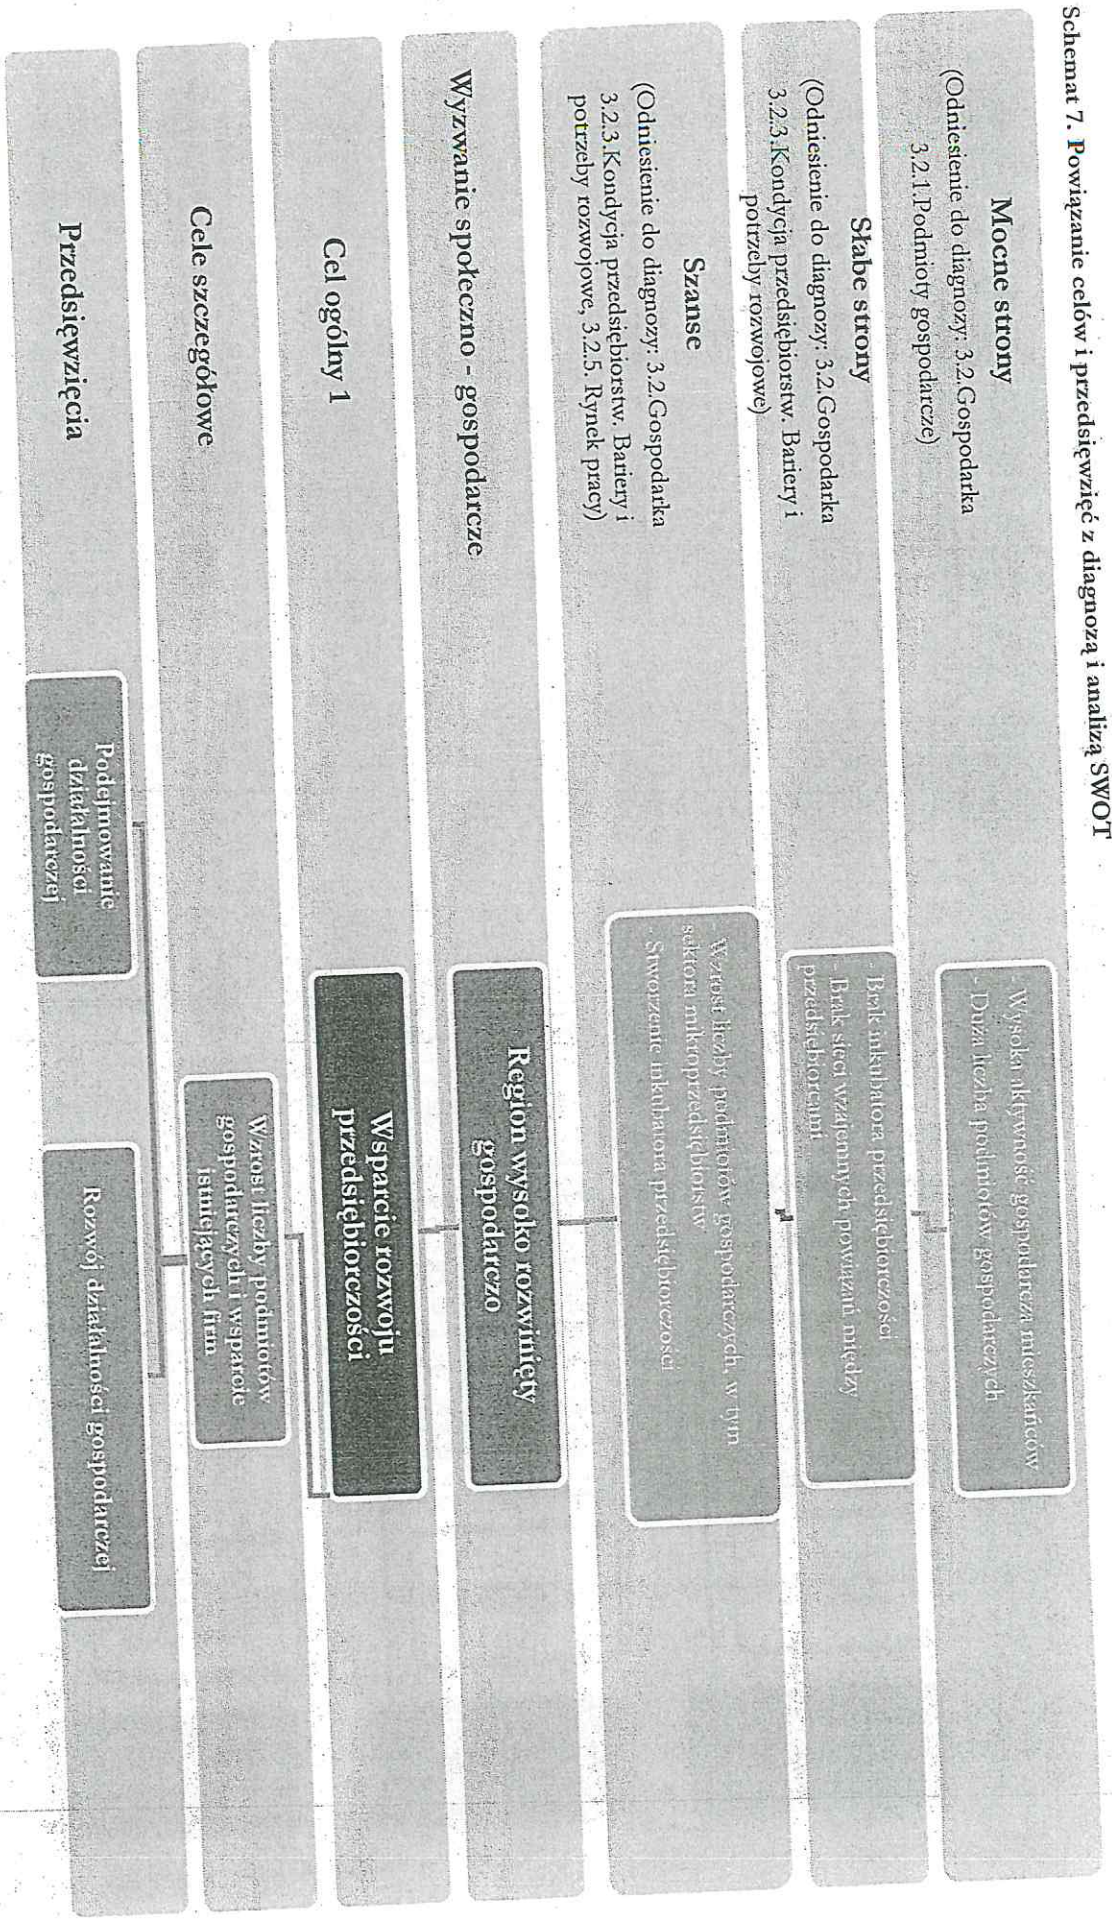 Schemat 7. Powiązanie celów i przedsięwzięć z diagnozą i analizą SWOT
Mocne strony
(Odniesienie do diagnozy: 3.2.Gospodarka
3.2.1.Podmioty gospodarcze)
- Wysoka aktywność gospodarcza mieszkańców
- Duża liczba podmiotów gospodarczych
Słabe strony
(Odniesienie do diagnozy: 3.2.Gospodarka
3.2.3.Kondycja przedsiębiorstw. Bariery i
potrzeby rozwojowe)
- Brak inkubatora przedsiębiorczości
- Brak sieci wzajemnych powiązań między
przedsiębiorcami
Szanse
(Odniesienie do diagnozy: 3.2.Gospodarka
3.2.3.Kondycja przedsiębiorstw. Bariery i
potrzeby rozwojowe, 3.2.5. Rynek pracy)
- Wzrost liczby podmiotów gospodarczych, w tym
sektora mikroprzedsiębiorstw
- Stworzenie inkubatora przedsiębiorczości
Wyzwanie społeczno - gospodarcze
Region wysoko rozwinięty
gospodarczo
Cel ogólny 1
Wsparcie rozwoju
przedsiębiorczości
Cele szczegółowe
Wzrost liczby podmiotów
gospodarczych i wsparcie
istniejących firm
Przedsięwzięcia
Podejmowanie
działalności
gospodarczej
Rozwój działalności gospodarczej